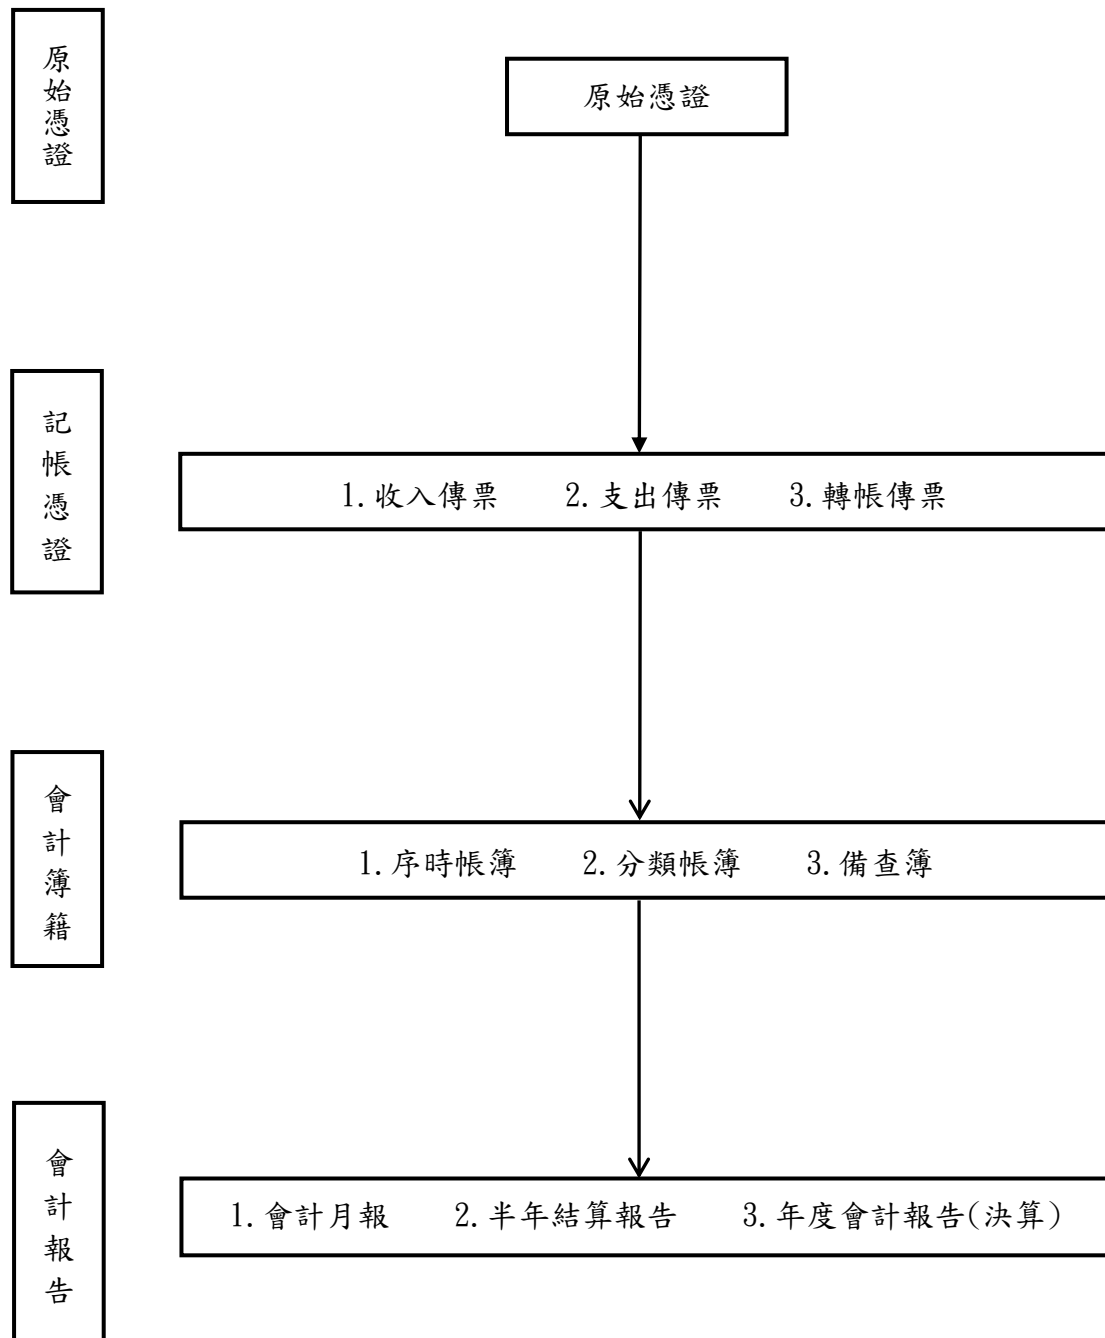 原始憑證
原始憑證
記帳憑證
1.收入傳票 2.支出傳票 3.轉帳傳票
會計簿籍
1.序時帳簿 2.分類帳簿 3.備查簿
會計報告
1.會計月報 2.半年結算報告 3.年度會計報告(決算)